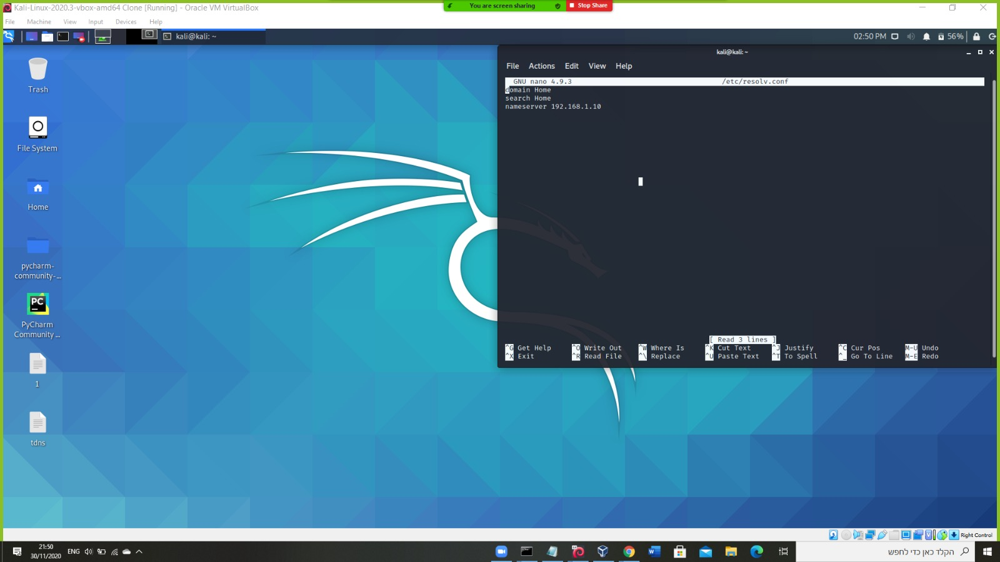 Kali-Linux-2020.3-vbox-amd64 Clone [Running] - Oracle VM VirtualBox
You are screen sharing
Stop Share
File Machine View Input Devices Help
kali@kali: ~
02:50 PM
56%
Trash
File System
Home
pycharm-
community-...
PC
PyCharm
Community ...
1
tdns
kali@kali: ~
File Actions Edit View Help
GNU nano 4.9.3 /etc/resolv.conf
domain Home
search Home
nameserver 192.168.1.10
[ Read 3 lines ]
^G Get Help ^O Write Out ^W Where Is ^K Cut Text ^J Justify ^C Cur Pos M-U Undo
^X Exit ^R Read File ^\ Replace ^U Paste Text ^T To Spell ^_ Go To Line M-E Redo
Right Control
21:50
30/11/2020
ENG
הקלד כאן כדי לחפש